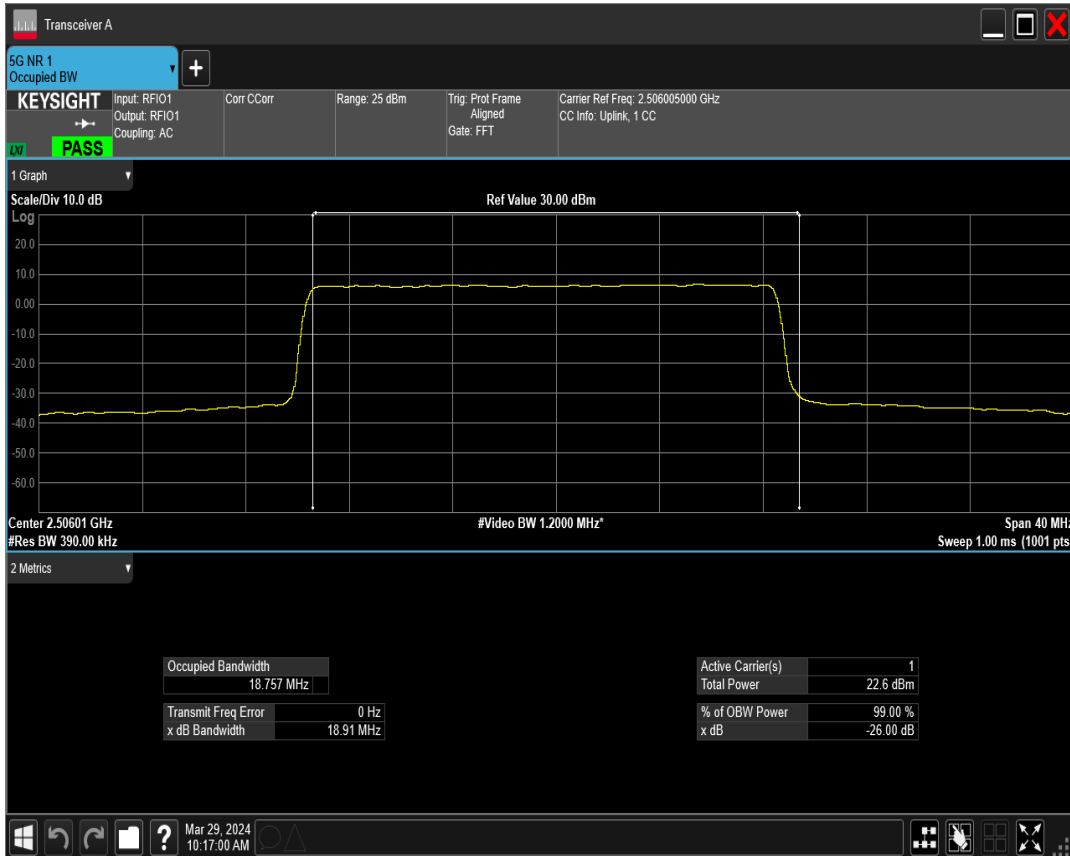 Transceiver A
5G NR 1
Occupied BW
KEYSIGHT
LXI
PASS
Input: RFIO1
Output: RFIO1
Coupling: AC
Corr CCorr
Range: 25 dBm
Trig: Prot Frame
Aligned
Gate: FFT
Carrier Ref Freq: 2.506005000 GHz
CC Info: Uplink, 1 CC
1 Graph
Scale/Div 10.0 dB
Ref Value 30.00 dBm
Log
20.0
10.0
0.00
-10.0
-20.0
-30.0
-40.0
-50.0
-60.0
Center 2.50601 GHz
#Video BW 1.2000 MHz*
Span 40 MHz
#Res BW 390.00 kHz
Sweep 1.00 ms (1001 pts
2 Metrics
Occupied Bandwidth
18.757 MHz
Transmit Freq Error 0 Hz
x dB Bandwidth 18.91 MHz
Active Carrier(s) 1
Total Power 22.6 dBm
% of OBW Power 99.00 %
x dB -26.00 dB
?
Mar 29, 2024
10:17:00 AM